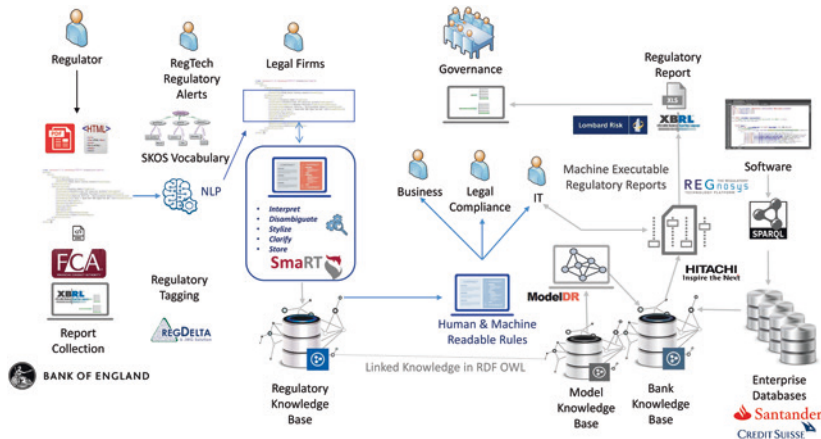 Regulator
RegTech
Regulatory
Alerts
Legal Firms
Governance
Regulatory
Report
PDF
<HTML>
SKOS Vocabulary
NLP
XLS
Lombard Risk
XBRL
Software
Business
Legal
Compliance
IT
Machine Executable
Regulatory Reports
REGnosys
SPARQL
• Interpret
• Disambiguate
• Stylize
• Clarify
• Store
SmaRT
FCA
XBRL
Report
Collection
Regulatory
Tagging
REGDELTA
ModelDR
HITACHI
Inspire the Next
Human & Machine
Readable Rules
Linked Knowledge in RDF OWL
BANK OF ENGLAND
Regulatory
Knowledge
Base
Model
Knowledge
Base
Bank
Knowledge
Base
Enterprise
Databases
Santander
CREDIT SUISSE